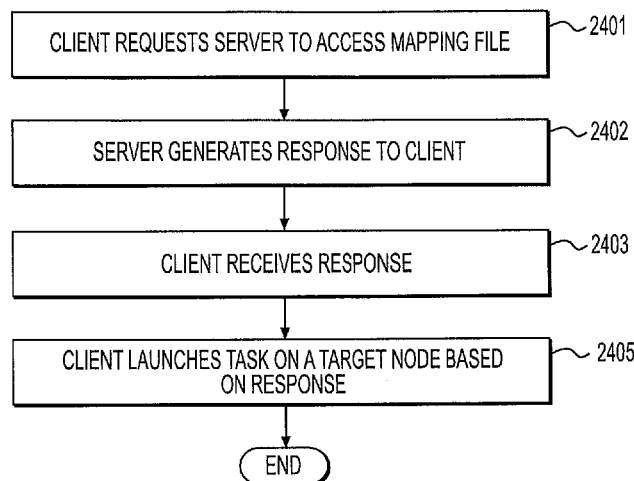 CLIENT REQUESTS SERVER TO ACCESS MAPPING FILE
2401
SERVER GENERATES RESPONSE TO CLIENT
2402
CLIENT RECEIVES RESPONSE
2403
CLIENT LAUNCHES TASK ON A TARGET NODE BASED
ON RESPONSE
2405
END